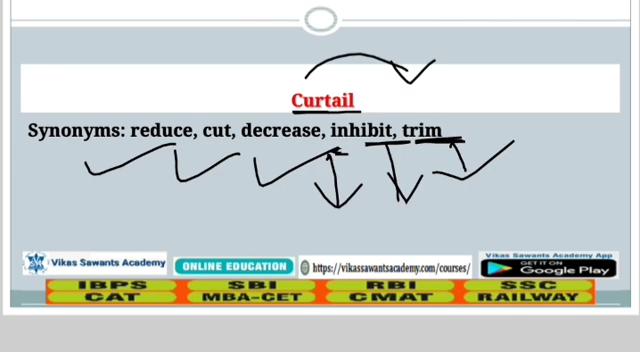 Curtail
Synonyms: reduce, cut, decrease, inhibit, trim
Vikas Sawants Academy
ONLINE EDUCATION
https://vikassawantsacademy.com/courses/
Vikas Sawants Academy App
GET IT ON
Google Play
IBPS SBI RBI SSC
CAT MBA-CET CMAT RAILWAY